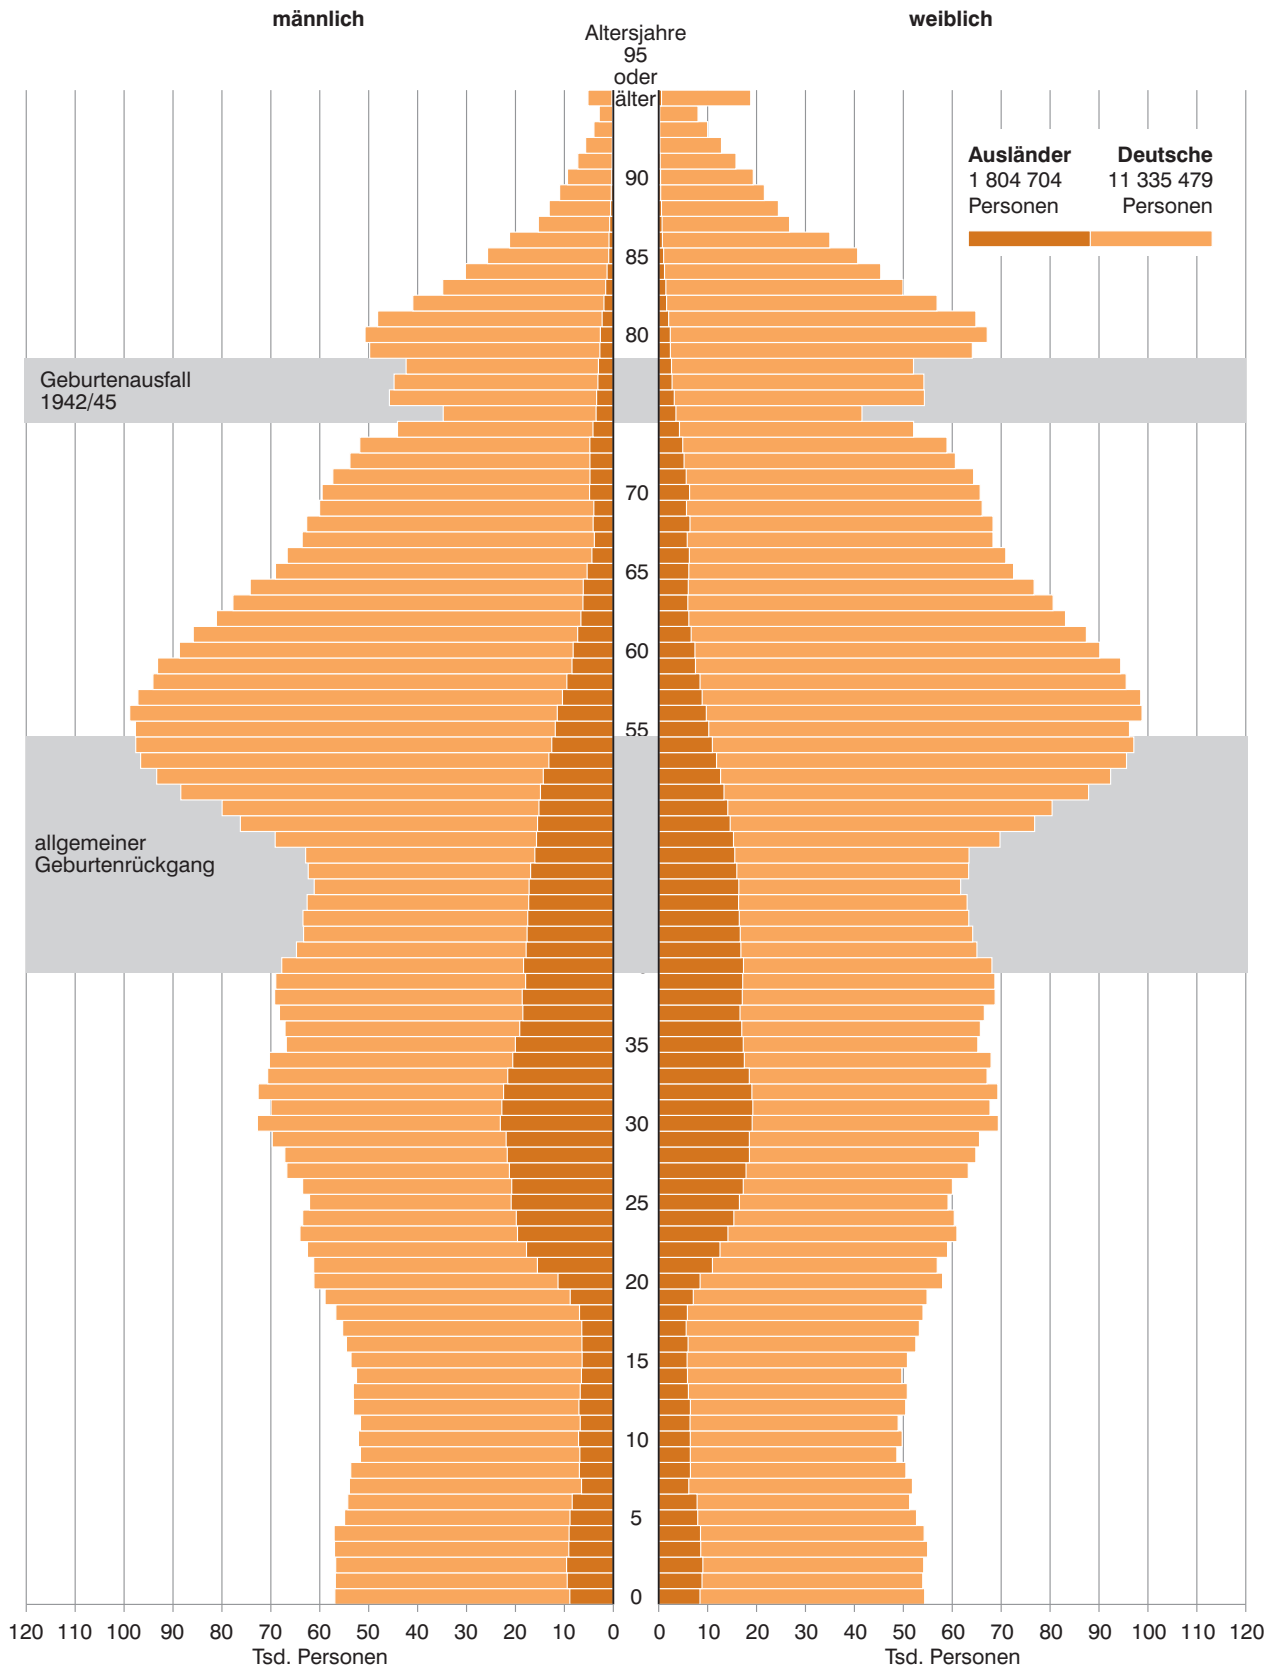 männlich
weiblich
Altersjahre
95
oder
älter
Ausländer
1 804 704
Personen
Deutsche
11 335 479
Personen
90
85
80
Geburtenausfall
1942/45
70
65
60
55
allgemeiner
Geburtenrückgang
35
30
25
20
15
10
5
0
120 110 100 90 80 70 60 50 40 30 20 10 0
0 10 20 30 40 50 60 70 80 90 100 110 120
Tsd. Personen
Tsd. Personen